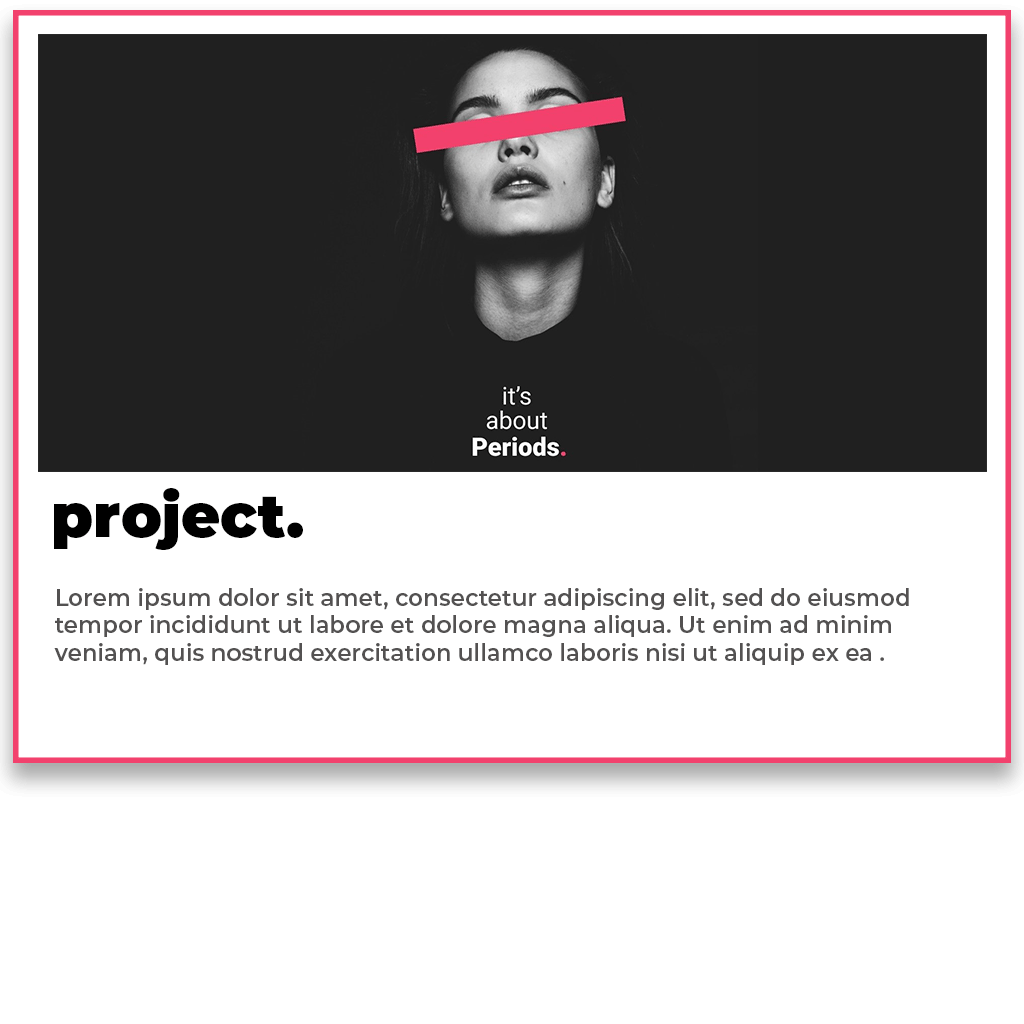 it's
about
Periods.
project.
Lorem ipsum dolor sit amet, consectetur adipiscing elit, sed do eiusmod
tempor incididunt ut labore et dolore magna aliqua. Ut enim ad minim
veniam, quis nostrud exercitation ullamco laboris nisi ut aliquip ex ea .